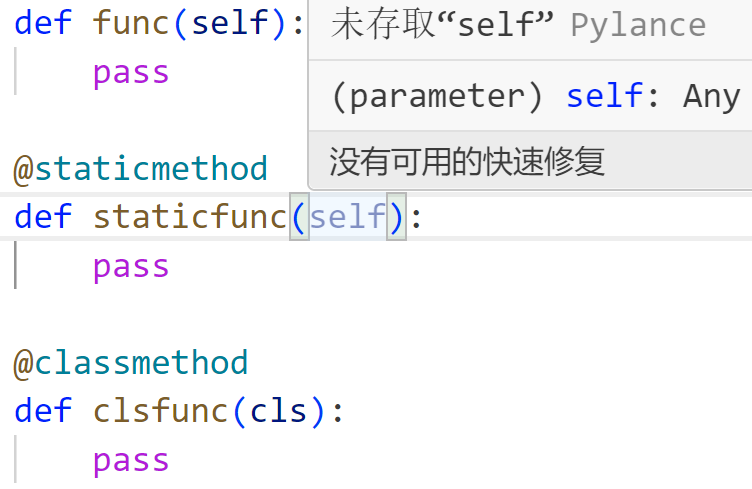 def func(self):
未存取“self” Pylance
pass
(parameter) self: Any
没有可用的快速修复
@staticmethod
def staticfunc(self):
pass
@classmethod
def clsfunc(cls):
pass